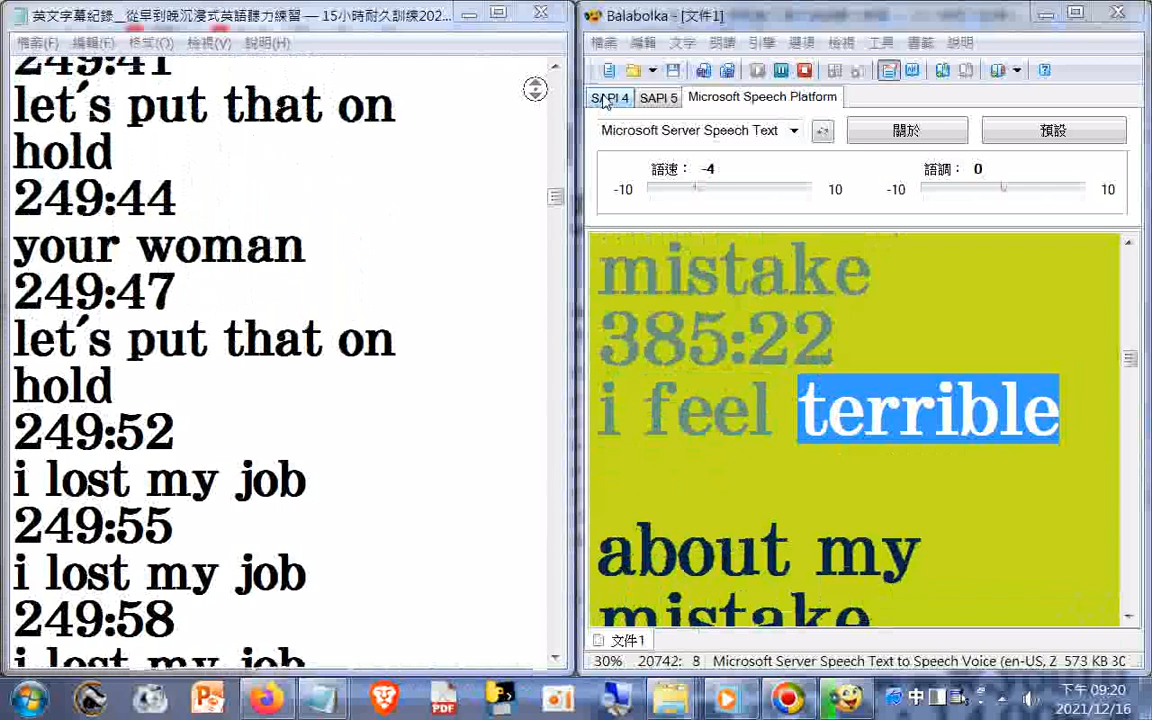 英文字幕紀錄__從早到晚沉浸式英語聽力練習 — 15小時耐久訓練202...
檔案(F) 編輯(E) 格式(O) 檢視(V) 說明(H)
249:41
let's put that on
hold
249:44
your woman
249:47
let's put that on
hold
249:52
i lost my job
249:55
i lost my job
249:58
i lost my job
Balabolka - [文件1]
檔案 編輯 文字 朗讀 引擎 選項 檢視 工具 書籤 說明
SAPI 4 SAPI 5 Microsoft Speech Platform
Microsoft Server Speech Text 關於 預設
語速: -4 語調: 0
-10 10 -10 10
mistake
385:22
i feel terrible
about my
mistake
文件1
30% 20742: 8 Microsoft Server Speech Text to Speech Voice (en-US, Z 573 KB 30
PDF 中 下午 09:20
2021/12/16